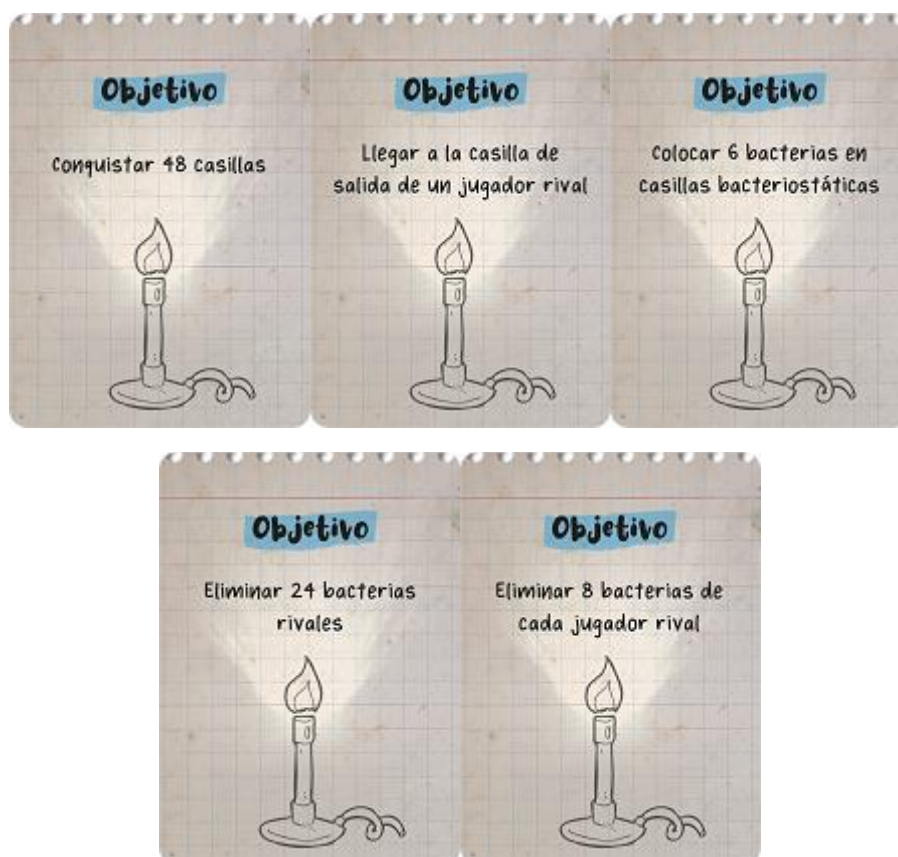 Objetivo
Conquistar 48 casillas
Objetivo
Llegar a la casilla de
salida de un jugador rival
Objetivo
Colocar 6 bacterias en
casillas bacteriostáticas
Objetivo
Eliminar 24 bacterias
rivales
Objetivo
Eliminar 8 bacterias de
cada jugador rival